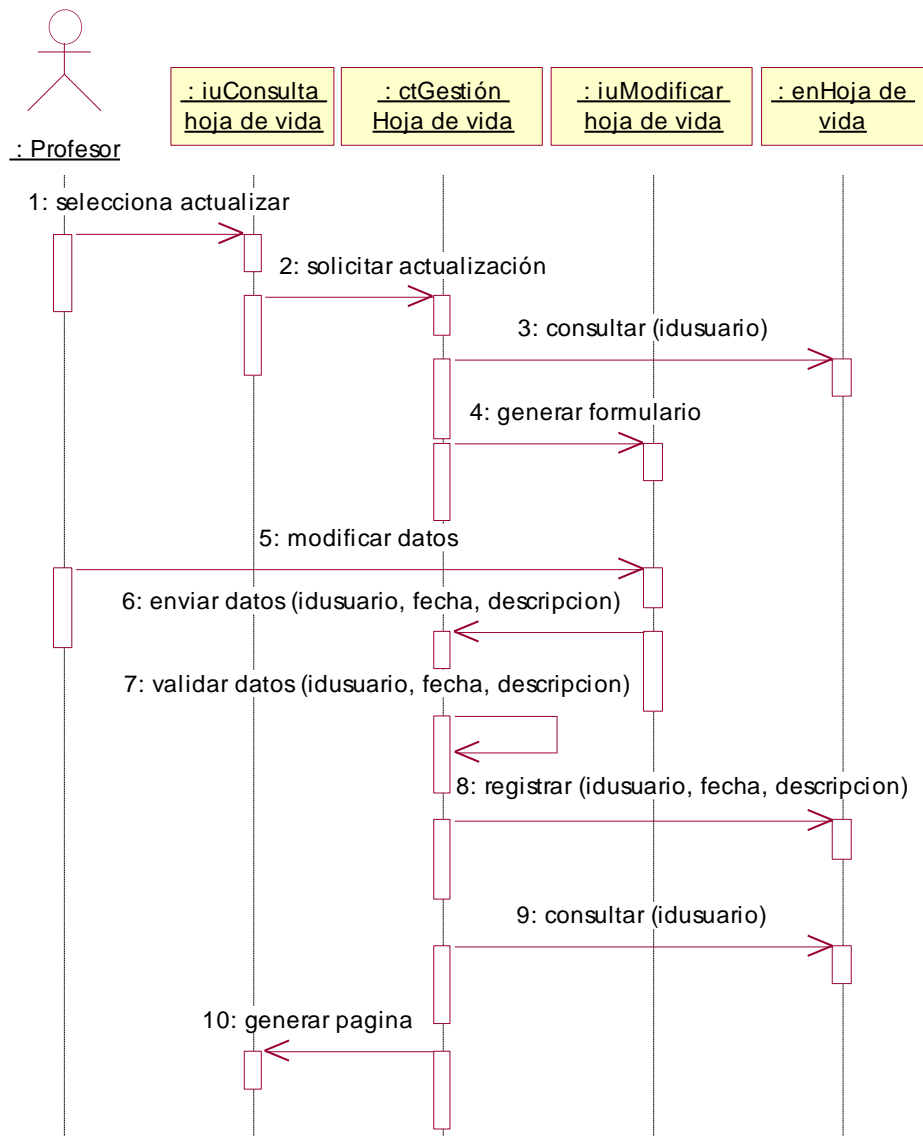 : Profesor
: iuConsulta
hoja de vida
: ctGestión
Hoja de vida
: iuModificar
hoja de vida
: enHoja de
vida
1: selecciona actualizar
2: solicitar actualización
3: consultar (idusuario)
4: generar formulario
5: modificar datos
6: enviar datos (idusuario, fecha, descripcion)
7: validar datos (idusuario, fecha, descripcion)
8: registrar (idusuario, fecha, descripcion)
9: consultar (idusuario)
10: generar pagina